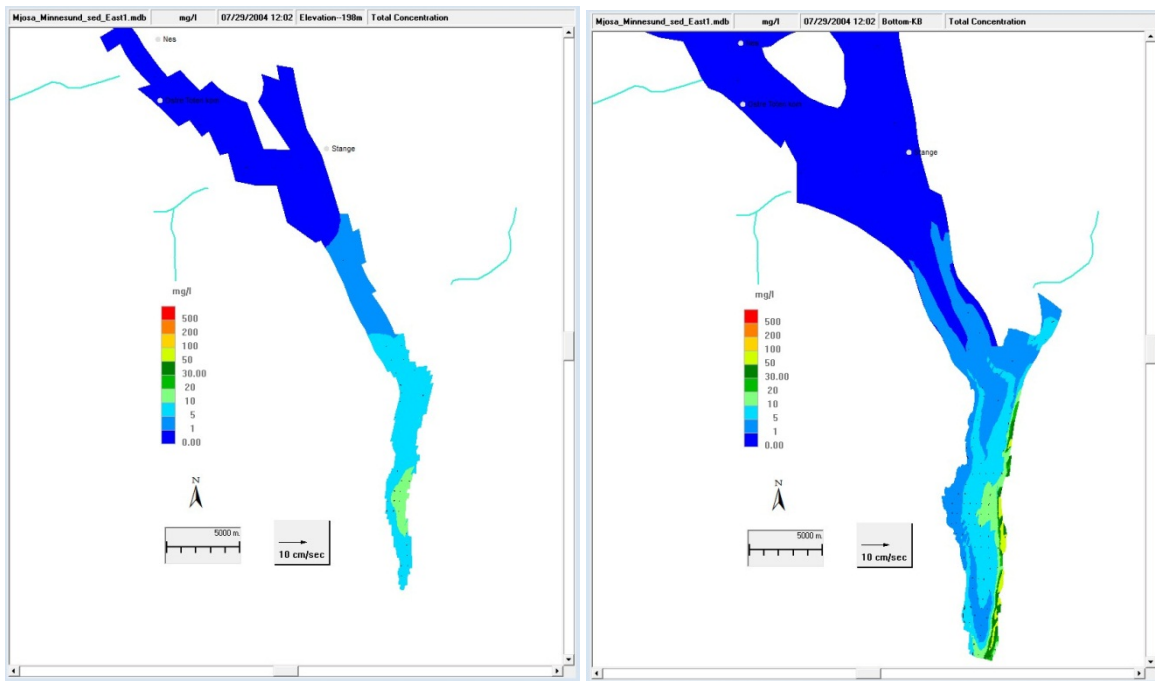 Mjosa_Minnesund_sed_East1.mdb mg/l 07/29/2004 12:02 Elevation--198m Total Concentration
Nes
Stange
mg/l
500
200
100
50
30.00
20
10
5
1
0.00
N
5000 m.
10 cm/sec
Mjosa_Minnesund_sed_East1.mdb mg/l 07/29/2004 12:02 Bottom-KB Total Concentration
Nes
Stange
mg/l
500
200
100
50
30.00
20
10
5
1
0.00
N
5000 m.
10 cm/sec